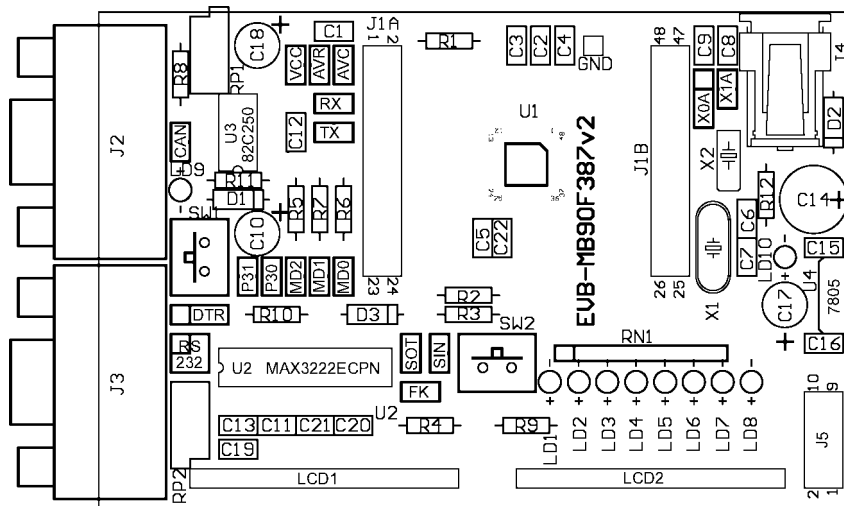 J1A
C18
C1
1
2
R1
C3
C2
C4
GND
48
47
C9
C8
J4
R8
RP1
VCC
AVR
AVC
RX
TX
C12
U3
82C250
U1
X0A
X1A
D2
J2
CAN
LD9
R11
D1
R5
R7
R6
EVB-MB90F387v2
J1B
X2
R12
C14
SW1
C10
C5
C22
C6
C7
LD10
C15
U4
7805
P31
P30
MD2
MD1
MD0
23
24
26
25
X1
C17
C16
R2
R3
DTR
R10
D3
SW2
RN1
RS
232
U2 MAX3222ECPN
SOT
SIN
FK
J3
U2
C13
C11
C21
C20
C19
R4
R9
LD1
LD2
LD3
LD4
LD5
LD6
LD7
LD8
10
9
J5
2
1
RP2
LCD1
LCD2